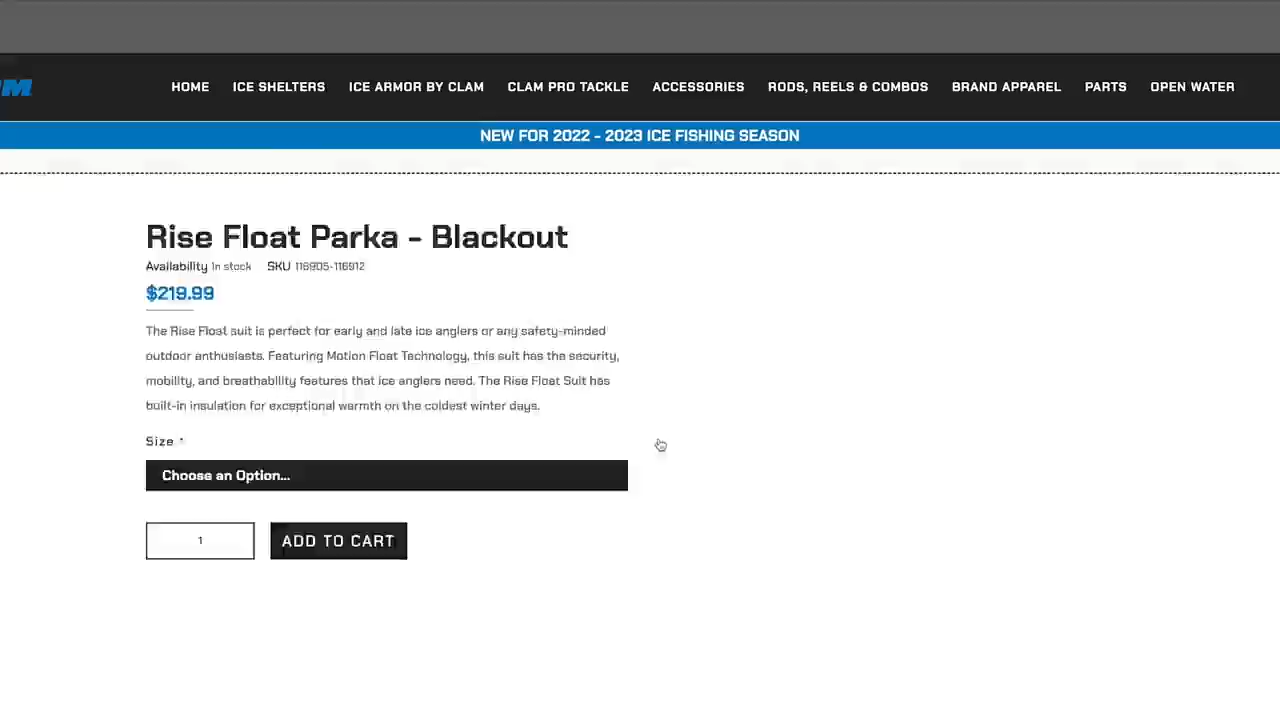 M
HOME ICE SHELTERS ICE ARMOR BY CLAM CLAM PRO TACKLE ACCESSORIES RODS, REELS & COMBOS BRAND APPAREL PARTS OPEN WATER
NEW FOR 2022 - 2023 ICE FISHING SEASON
Rise Float Parka - Blackout
Availability In stock SKU 116905-116912
$219.99
The Rise Float suit is perfect for early and late ice anglers or any safety-minded
outdoor enthusiasts. Featuring Motion Float Technology, this suit has the security,
mobility, and breathability features that ice anglers need. The Rise Float Suit has
built-in insulation for exceptional warmth on the coldest winter days.
Size *
Choose an Option...
1 ADD TO CART